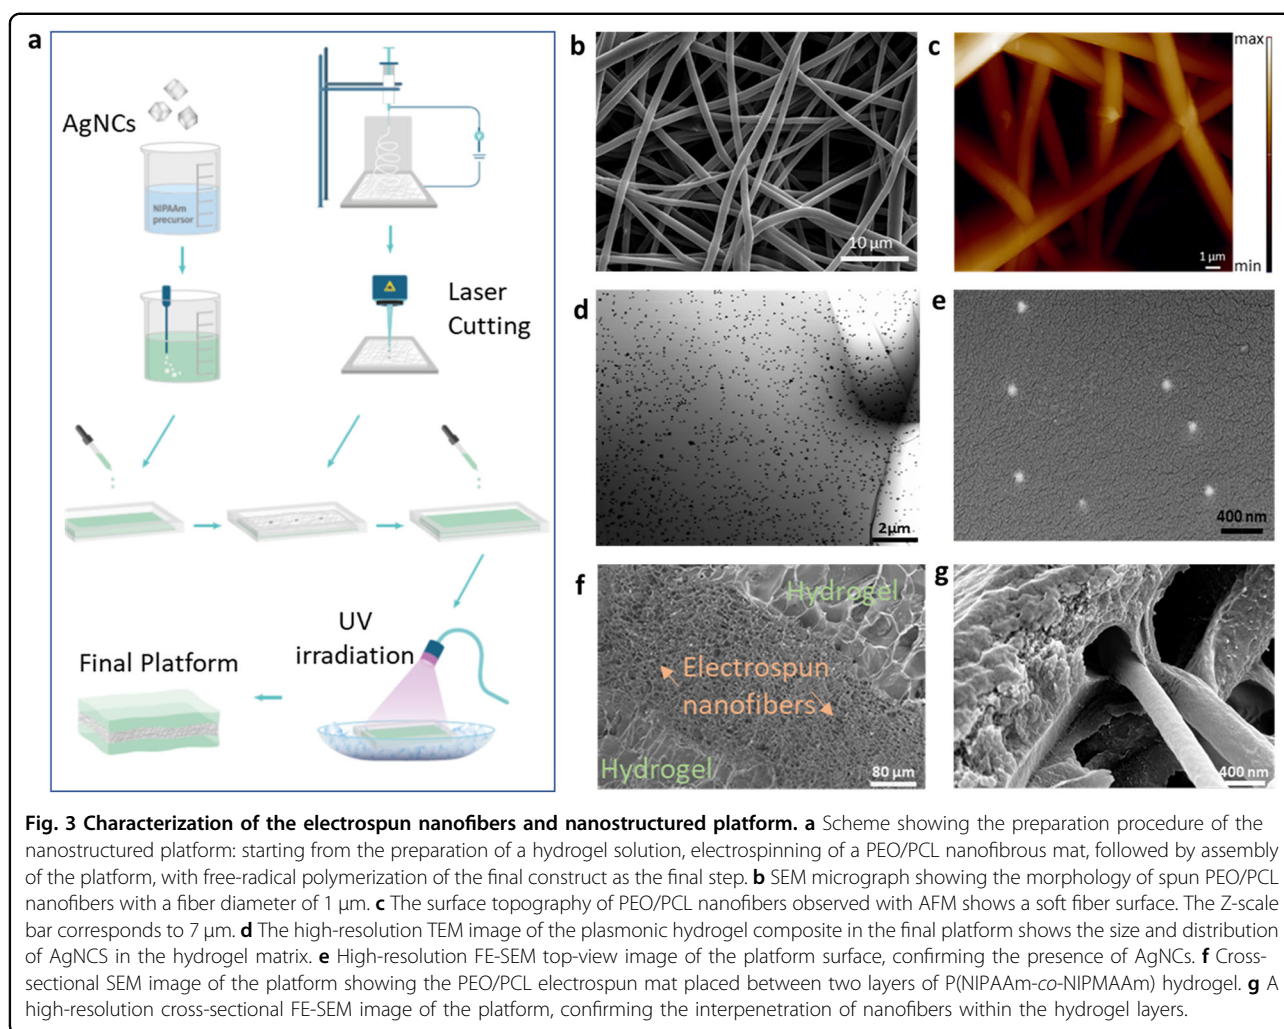 a
AgNCs
NIPAAm
precursor
Laser
Cutting
UV
irradiation
Final Platform
b
10 µm
c
max
min
1 µm
d
2µm
e
400 nm
f
Hydrogel
Electrospun
nanofibers
Hydrogel
80 µm
g
400 nm
Fig. 3 Characterization of the electrospun nanofibers and nanostructured platform. a Scheme showing the preparation procedure of the
nanostructured platform: starting from the preparation of a hydrogel solution, electrospinning of a PEO/PCL nanofibrous mat, followed by assembly
of the platform, with free-radical polymerization of the final construct as the final step. b SEM micrograph showing the morphology of spun PEO/PCL
nanofibers with a fiber diameter of 1 µm. c The surface topography of PEO/PCL nanofibers observed with AFM shows a soft fiber surface. The Z-scale
bar corresponds to 7 µm. d The high-resolution TEM image of the plasmonic hydrogel composite in the final platform shows the size and distribution
of AgNCS in the hydrogel matrix. e High-resolution FE-SEM top-view image of the platform surface, confirming the presence of AgNCs. f Cross-
sectional SEM image of the platform showing the PEO/PCL electrospun mat placed between two layers of P(NIPAAm-co-NIPMAAm) hydrogel. g A
high-resolution cross-sectional FE-SEM image of the platform, confirming the interpenetration of nanofibers within the hydrogel layers.